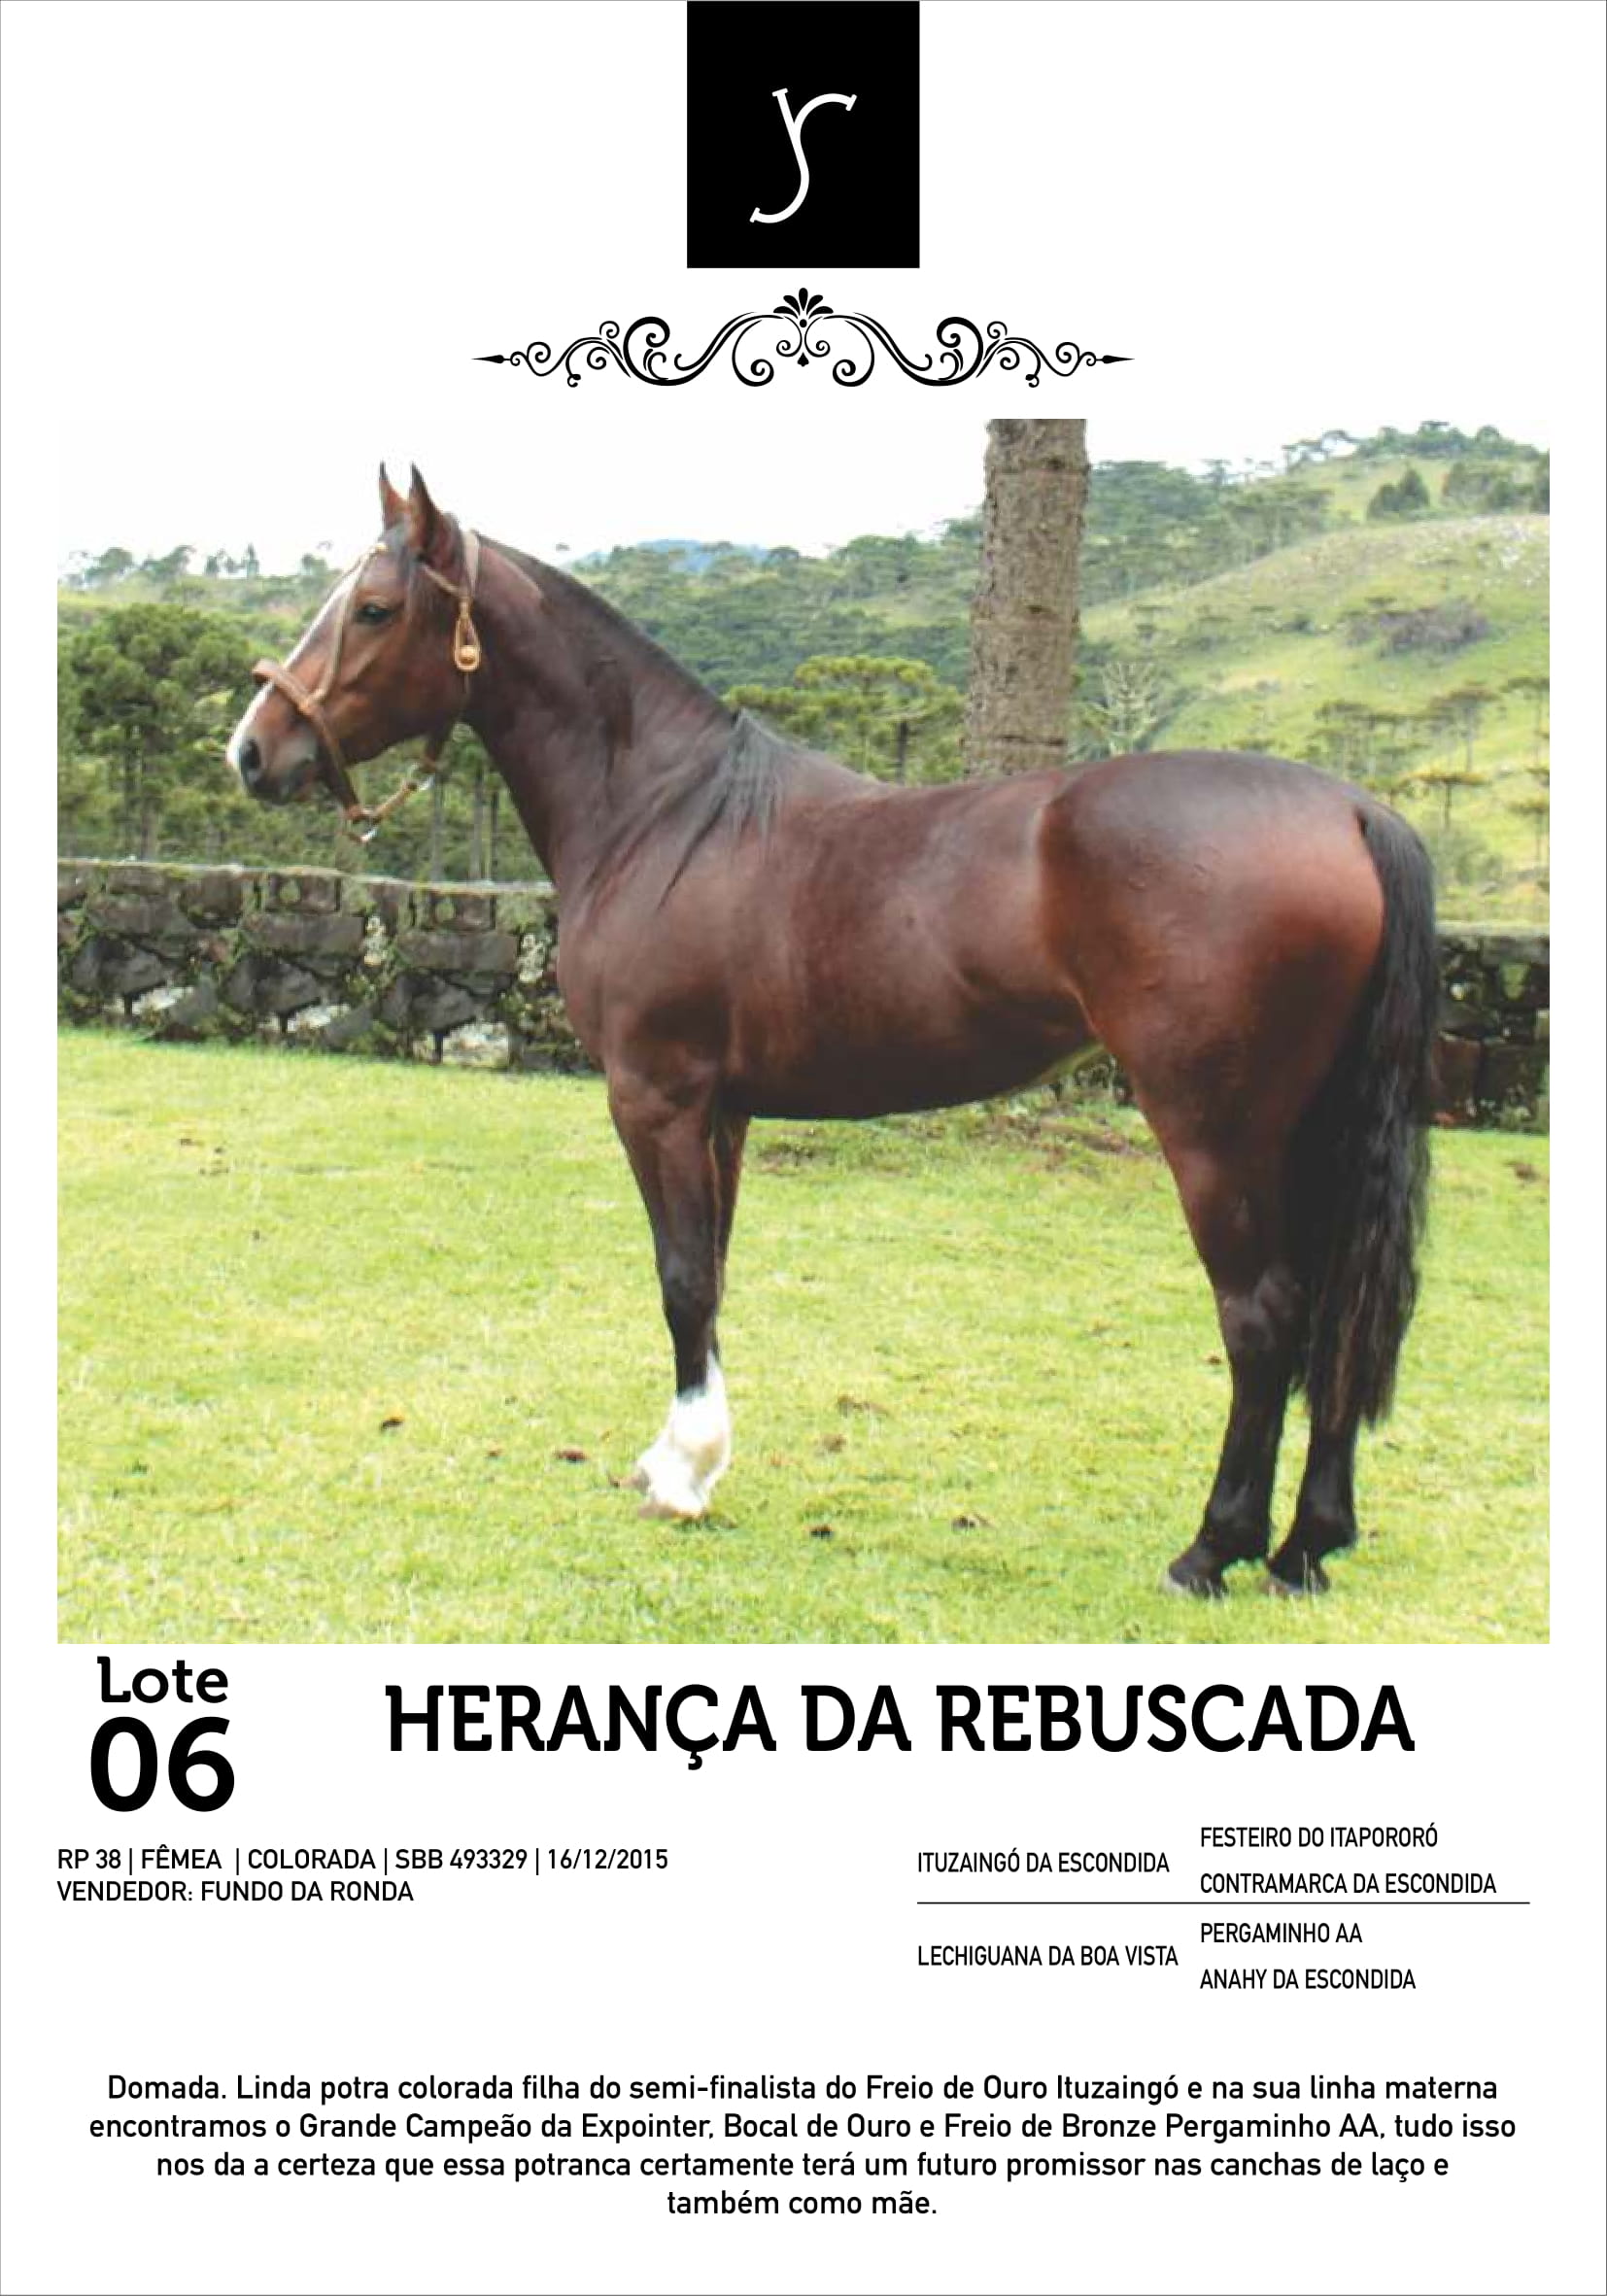 Lote
06
HERANÇA DA REBUSCADA
RP 38 | FÊMEA | COLORADA | SBB 493329 | 16/12/2015
VENDEDOR: FUNDO DA RONDA
ITUZAINGÓ DA ESCONDIDA
FESTEIRO DO ITAPORORÓ
CONTRAMARCA DA ESCONDIDA
LECHIGUANA DA BOA VISTA
PERGAMINHO AA
ANAHY DA ESCONDIDA
Domada. Linda potra colorada filha do semi-finalista do Freio de Ouro Ituzaingó e na sua linha materna
encontramos o Grande Campeão da Expointer, Bocal de Ouro e Freio de Bronze Pergaminho AA, tudo isso
nos da a certeza que essa potranca certamente terá um futuro promissor nas canchas de laço e
também como mãe.